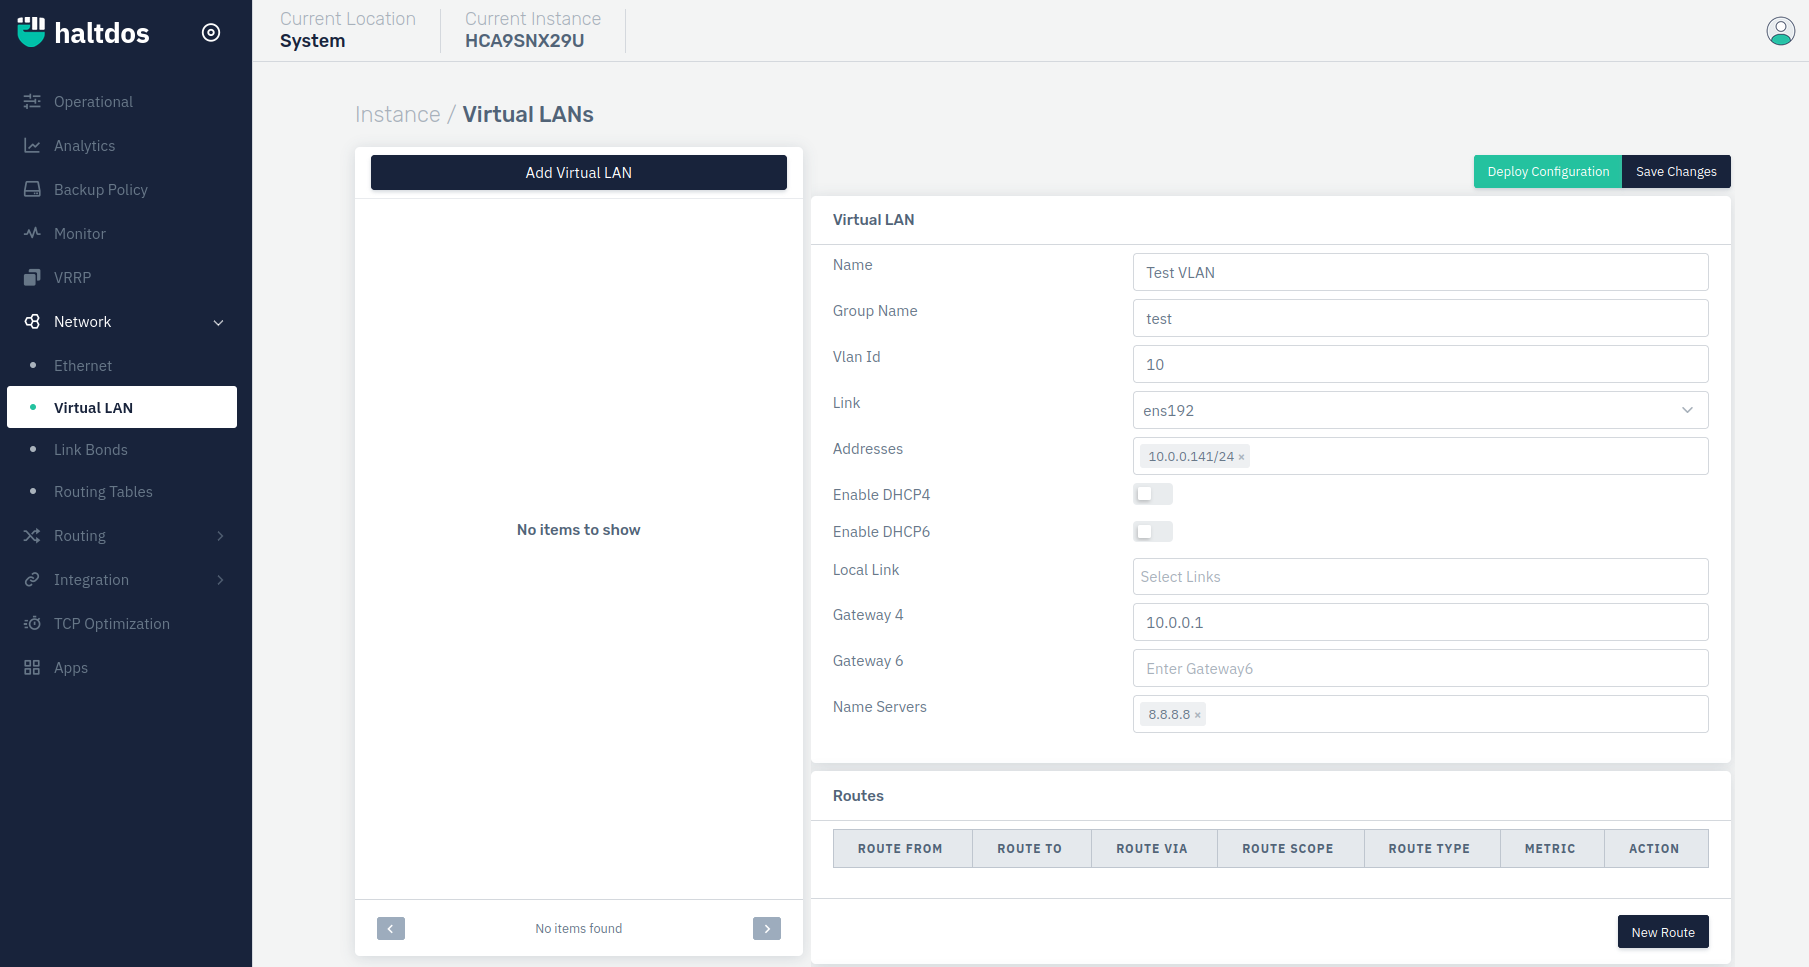 haltdos
Current Location
System
Current Instance
HCA9SNX29U
Operational
Analytics
Backup Policy
Monitor
VRRP
Network
Ethernet
Virtual LAN
Link Bonds
Routing Tables
Routing
Integration
TCP Optimization
Apps
Instance / Virtual LANs
Add Virtual LAN
No items to show
No items found
Deploy Configuration
Save Changes
Virtual LAN
Name
Test VLAN
Group Name
test
Vlan Id
10
Link
ens192
Addresses
10.0.0.141/24 ×
Enable DHCP4
Enable DHCP6
Local Link
Select Links
Gateway 4
10.0.0.1
Gateway 6
Enter Gateway6
Name Servers
8.8.8.8 ×
Routes
ROUTE FROM ROUTE TO ROUTE VIA ROUTE SCOPE ROUTE TYPE METRIC ACTION
New Route